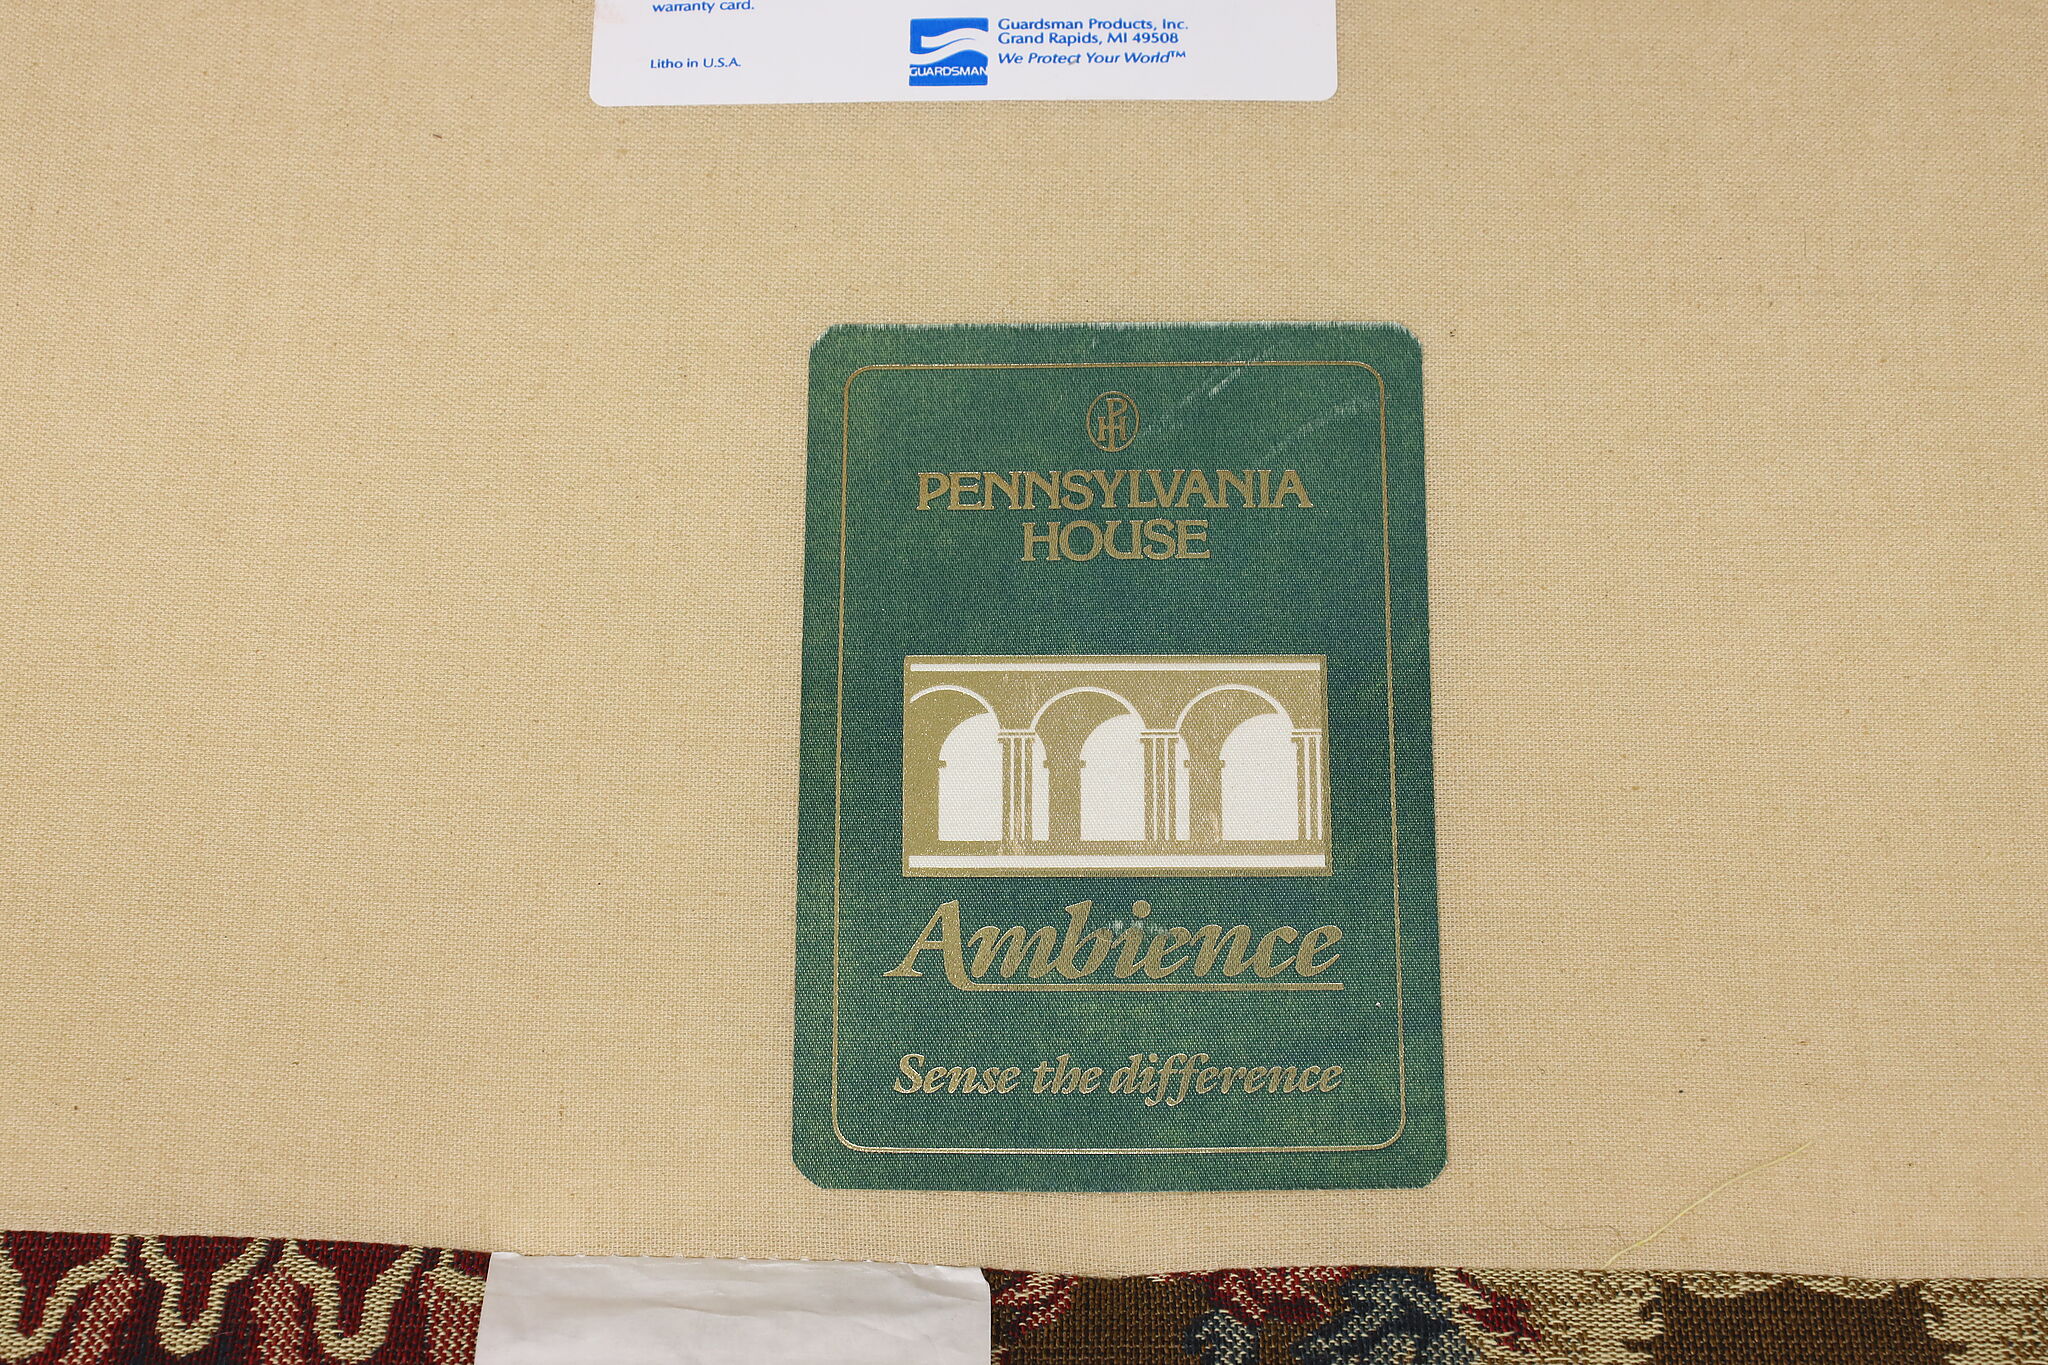 warranty card.
Litho in U.S.A.
GUARDSMAN
Guardsman Products, Inc.
Grand Rapids, MI 49508
We Protect Your World™
PH
PENNSYLVANIA
HOUSE
Ambience
Sense the difference